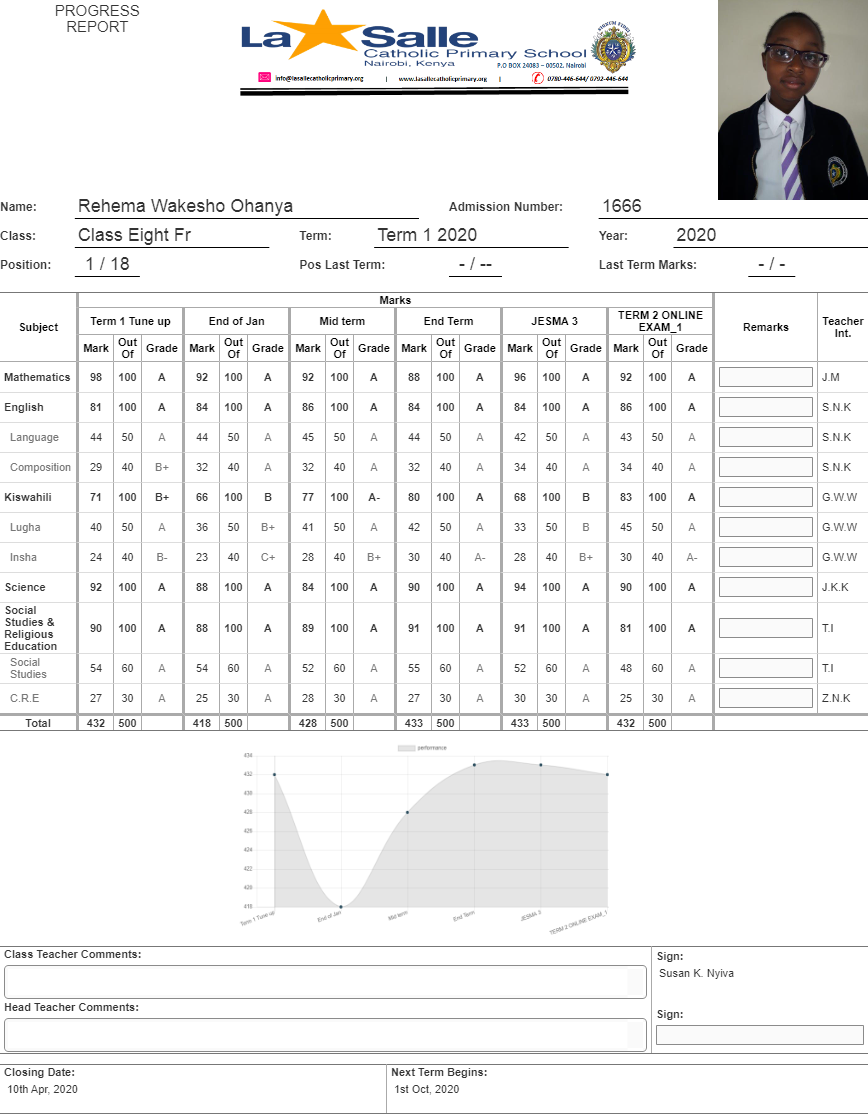 PROGRESS
REPORT
La Salle
Catholic Primary School
Nairobi, Kenya
P.O BOX 24083 – 00502, Nairobi
info@lasallecatholicprimary.org | www.lasallecatholicprimary.org | 0780-446-644/ 0792-446-644
Name: Rehema Wakesho Ohanya Admission Number: 1666
Class: Class Eight Fr Term: Term 1 2020 Year: 2020
Position: 1 / 18 Pos Last Term: - / -- Last Term Marks: - / -
Marks
Subject Term 1 Tune up End of Jan Mid term End Term JESMA 3 TERM 2 ONLINE EXAM_1 Remarks Teacher Int.
Mark Out Of Grade Mark Out Of Grade Mark Out Of Grade Mark Out Of Grade Mark Out Of Grade Mark Out Of Grade
Mathematics 98 100 A 92 100 A 92 100 A 88 100 A 96 100 A 92 100 A J.M
English 81 100 A 84 100 A 86 100 A 84 100 A 84 100 A 86 100 A S.N.K
Language 44 50 A 44 50 A 45 50 A 44 50 A 42 50 A 43 50 A S.N.K
Composition 29 40 B+ 32 40 A 32 40 A 32 40 A 34 40 A 34 40 A S.N.K
Kiswahili 71 100 B+ 66 100 B 77 100 A- 80 100 A 68 100 B 83 100 A G.W.W
Lugha 40 50 A 36 50 B+ 41 50 A 42 50 A 33 50 B 45 50 A G.W.W
Insha 24 40 B- 23 40 C+ 28 40 B+ 30 40 A- 28 40 B+ 30 40 A- G.W.W
Science 92 100 A 88 100 A 84 100 A 90 100 A 94 100 A 90 100 A J.K.K
Social Studies & Religious Education 90 100 A 88 100 A 89 100 A 91 100 A 91 100 A 81 100 A T.I
Social Studies 54 60 A 54 60 A 52 60 A 55 60 A 52 60 A 48 60 A T.I
C.R.E 27 30 A 25 30 A 28 30 A 27 30 A 30 30 A 25 30 A Z.N.K
Total 432 500 418 500 428 500 433 500 433 500 432 500
performance
434
432
430
428
426
424
422
420
418
Term 1 Tune up End of Jan Mid term End Term JESMA 3 TERM 2 ONLINE EXAM_1
Class Teacher Comments: Sign:
Susan K. Nyiva
Head Teacher Comments: Sign:
Closing Date: Next Term Begins:
10th Apr, 2020 1st Oct, 2020